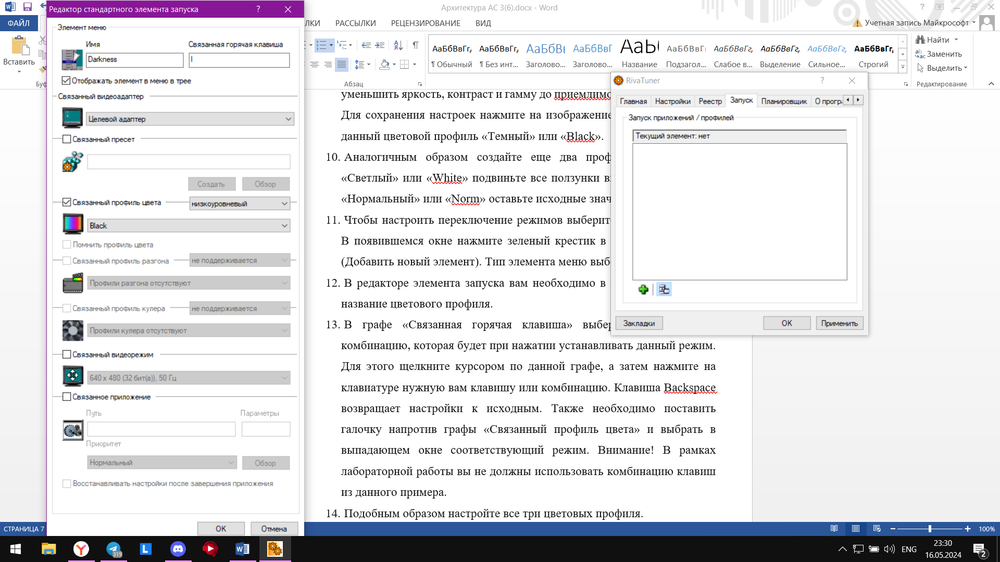 Архитектура АС 3(6).docx - Word
ФАЙЛ
РАССЫЛКИ
РЕЦЕНЗИРОВАНИЕ
ВИД
Учетная запись Майкрософт
Вставить
Абзац
АаБбВвГг,
АаБбВвГг,
АаБбВв
АаБбВвГ
АаБбВвГг,
АаБбВвГг,
АаБбВвГг,
АаБбВвГг,
¶ Обычный
¶ Без инт...
Заголово...
Заголово...
Название
Подзагол...
Слабое в...
Выделение
Сильное...
Строгий
Найти
Заменить
Выделить
Редактирование
Редактор стандартного элемента запуска
?
Элемент меню
Имя
Связанная горячая клавиша
Darkness
Отображать элемент в меню в трее
Связанный видеоадаптер
Целевой адаптер
Связанный пресет
Создать
Обзор
Связанный профиль цвета
низкоуровневый
Black
Помнить профиль цвета
Связанный профиль разгона
не поддерживается
Профили разгона отсутствуют
Связанный профиль кулера
не поддерживается
Профили кулера отсутствуют
Связанный видеорежим
640 x 480 (32 бит(а)), 50 Гц
Связанное приложение
Путь
Параметры
Приоритет
Нормальный
Обзор
Восстанавливать настройки после завершения приложения
OK
Отмена
уменьшить яркость, контраст и гамму до
Для сохранения настроек нажмите на изображение
данный цветовой профиль «Темный» или «Black».
10. Аналогичным образом создайте еще два
«Светлый» или «White» подвиньте все ползунки
«Нормальный» или «Norm» оставьте исходные
11. Чтобы настроить переключение режимов
В появившемся окне нажмите зеленый крестик в
(Добавить новый элемент). Тип элемента меню
12. В редакторе элемента запуска вам необходимо в
название цветового профиля.
13. В графе «Связанная горячая клавиша»
комбинацию, которая будет при нажатии устанавливать данный режим.
Для этого щелкните курсором по данной графе, а затем нажмите на
клавиатуре нужную вам клавишу или комбинацию. Клавиша Backspace
возвращает настройки к исходным. Также необходимо поставить
галочку напротив графы «Связанный профиль цвета» и выбрать в
выпадающем окне соответствующий режим. Внимание! В рамках
лабораторной работы вы не должны использовать комбинацию клавиш
из данного примера.
14. Подобным образом настройте все три цветовых профиля.
RivaTuner
?
Главная
Настройки
Реестр
Запуск
Планировщик
О
Запуск приложений / профилей
Текущий элемент: нет
Закладки
OK
Применить
СТРАНИЦА 7
100%
319
ENG
23:30
16.05.2024
2